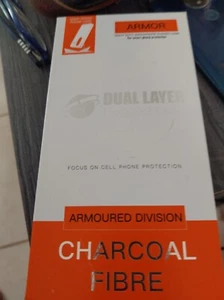 ARMOR
DUAL LAYER
FOCUS ON CELL PHONE PROTECTION
ARMOURED DIVISION
CHARCOAL
FIBRE